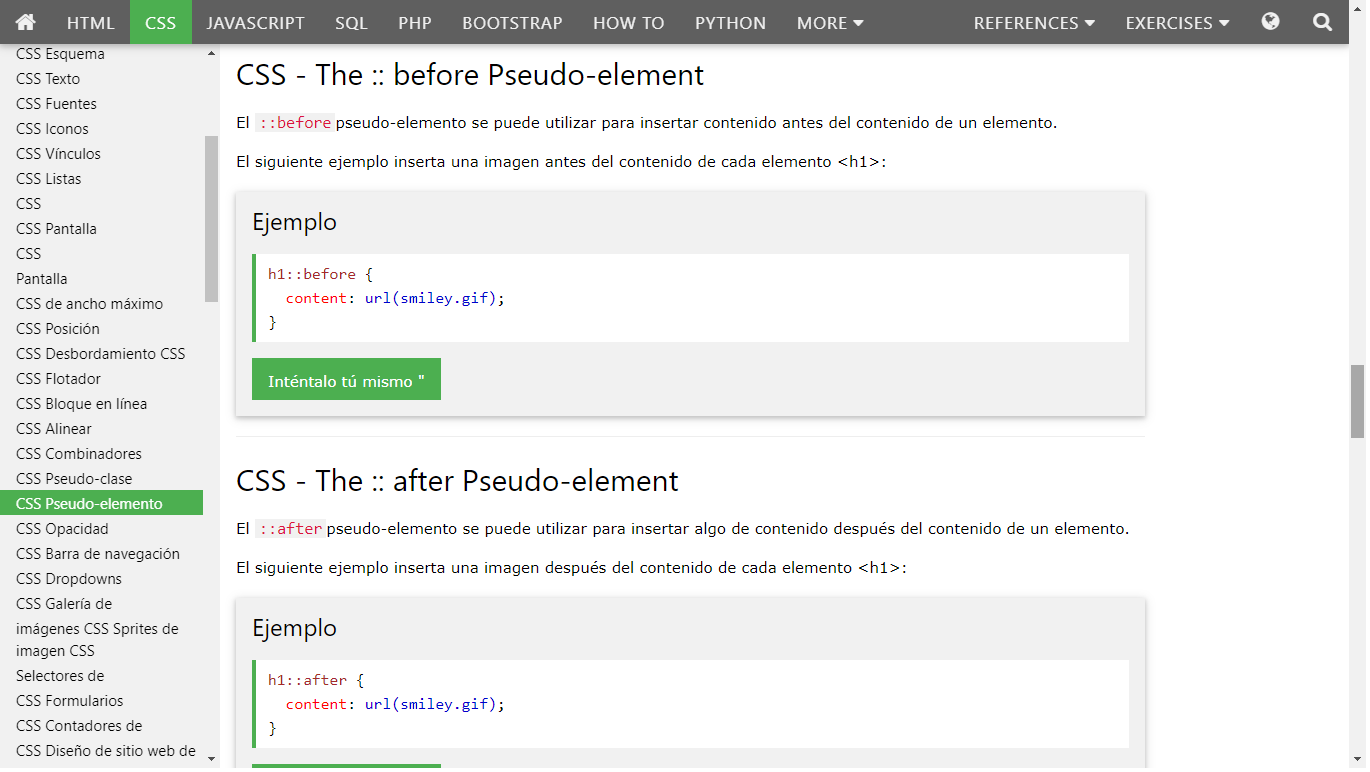 HTML CSS JAVASCRIPT SQL PHP BOOTSTRAP HOW TO PYTHON MORE REFERENCES EXERCISES
CSS Esquema
CSS Texto
CSS Fuentes
CSS Iconos
CSS Vínculos
CSS Listas
CSS
CSS Pantalla
CSS
Pantalla
CSS de ancho máximo
CSS Posición
CSS Desbordamiento CSS
CSS Flotador
CSS Bloque en línea
CSS Alinear
CSS Combinadores
CSS Pseudo-clase
CSS Pseudo-elemento
CSS Opacidad
CSS Barra de navegación
CSS Dropdowns
CSS Galería de
imágenes CSS Sprites de
imagen CSS
Selectores de
CSS Formularios
CSS Contadores de
CSS Diseño de sitio web de
CSS - The :: before Pseudo-element
El ::before pseudo-elemento se puede utilizar para insertar contenido antes del contenido de un elemento.
El siguiente ejemplo inserta una imagen antes del contenido de cada elemento <h1>:
Ejemplo
h1::before {
  content: url(smiley.gif);
}
Inténtalo tú mismo "
CSS - The :: after Pseudo-element
El ::after pseudo-elemento se puede utilizar para insertar algo de contenido después del contenido de un elemento.
El siguiente ejemplo inserta una imagen después del contenido de cada elemento <h1>:
Ejemplo
h1::after {
  content: url(smiley.gif);
}